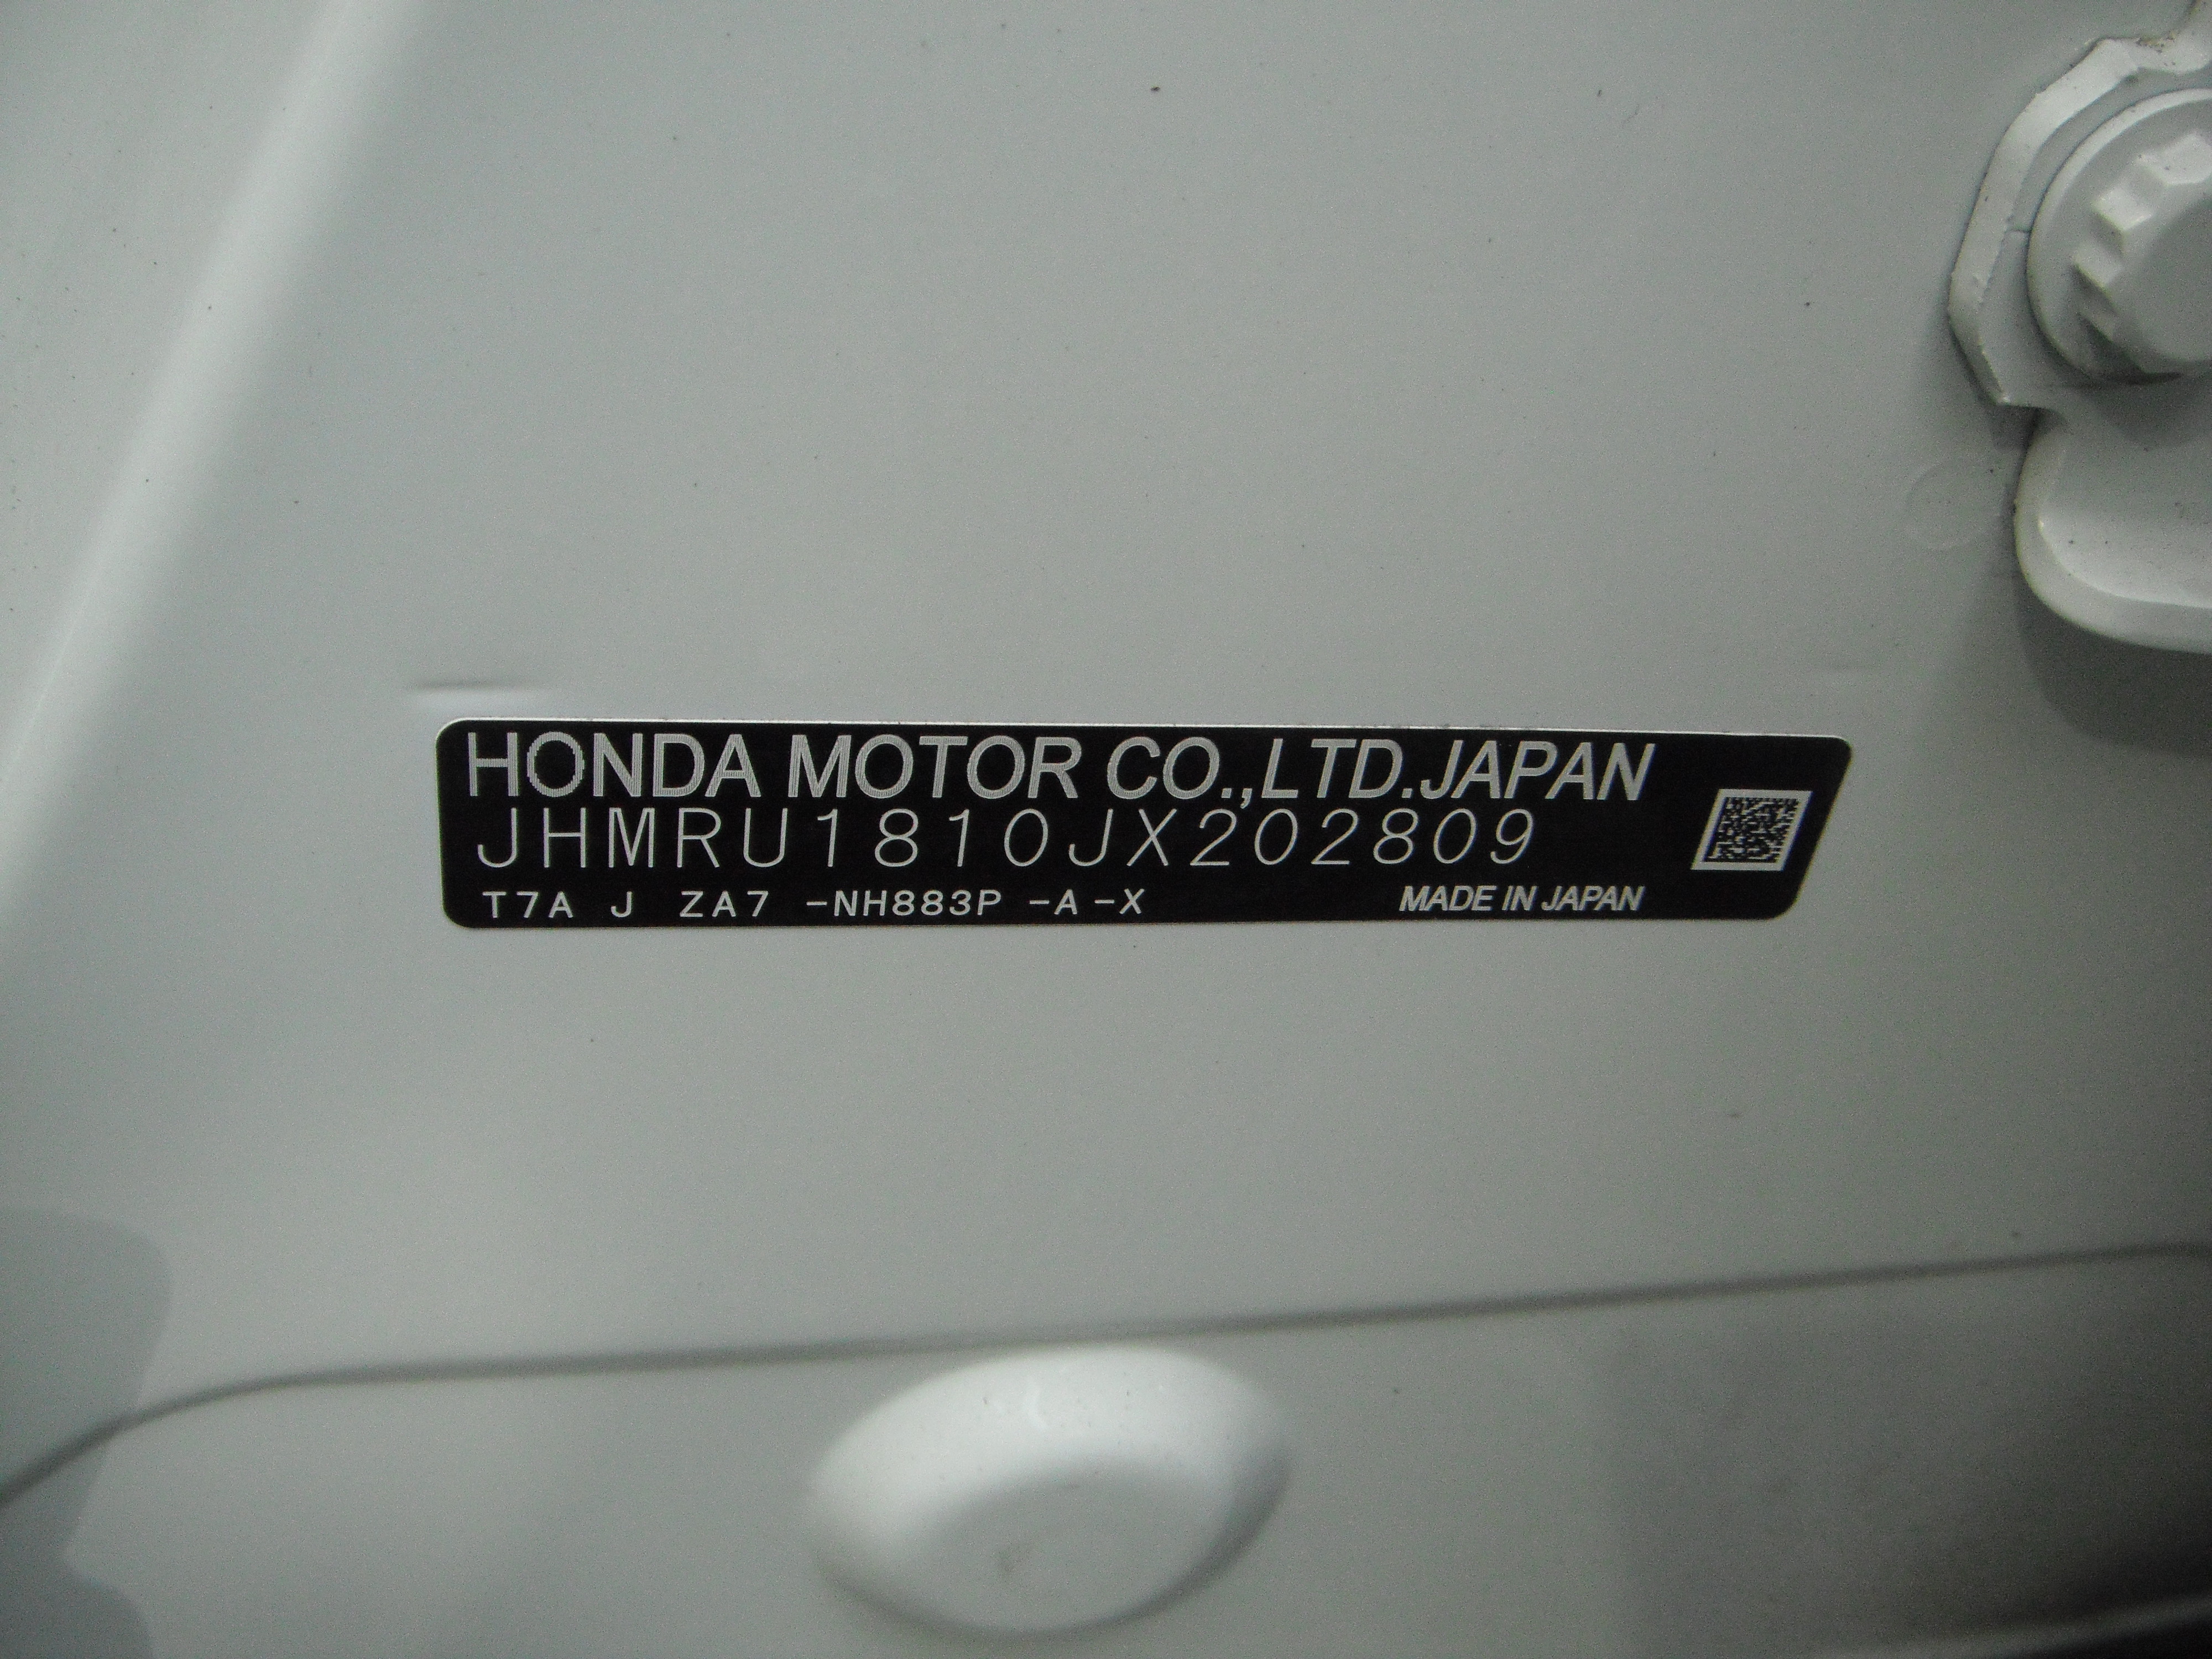 HONDA MOTOR CO.,LTD.JAPAN
JHMRU1810JX202809
T7A J ZA7 -NH883P -A -X MADE IN JAPAN